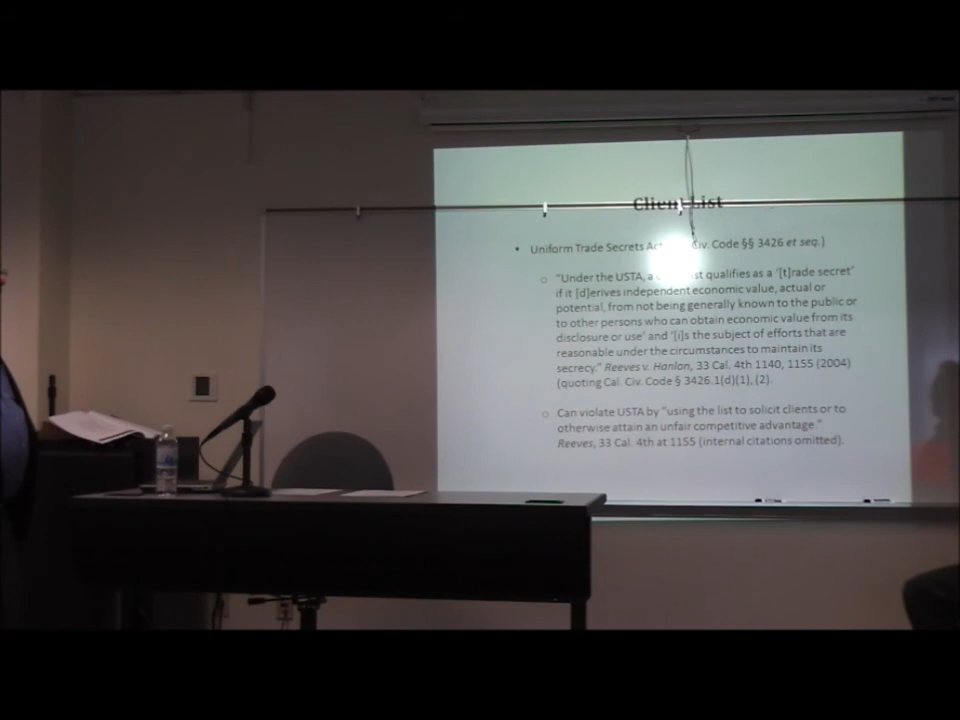 Client List
• Uniform Trade Secrets Civ. Code §§ 3426 et seq.)
o "Under the USTA, a qualifies as a '[t]rade secret'
if it [d]erives independent economic value, actual or
potential, from not being generally known to the public or
to other persons who can obtain economic value from its
disclosure or use' and '[i]s the subject of efforts that are
reasonable under the circumstances to maintain its
secrecy." Reeves v. Hanlon, 33 Cal. 4th 1140, 1155 (2004)
(quoting Cal. Civ. Code § 3426.1(d)(1), (2).
o Can violate USTA by "using the list to solicit clients or to
otherwise attain an unfair competitive advantage."
Reeves, 33 Cal. 4th at 1155 (internal citations omitted).